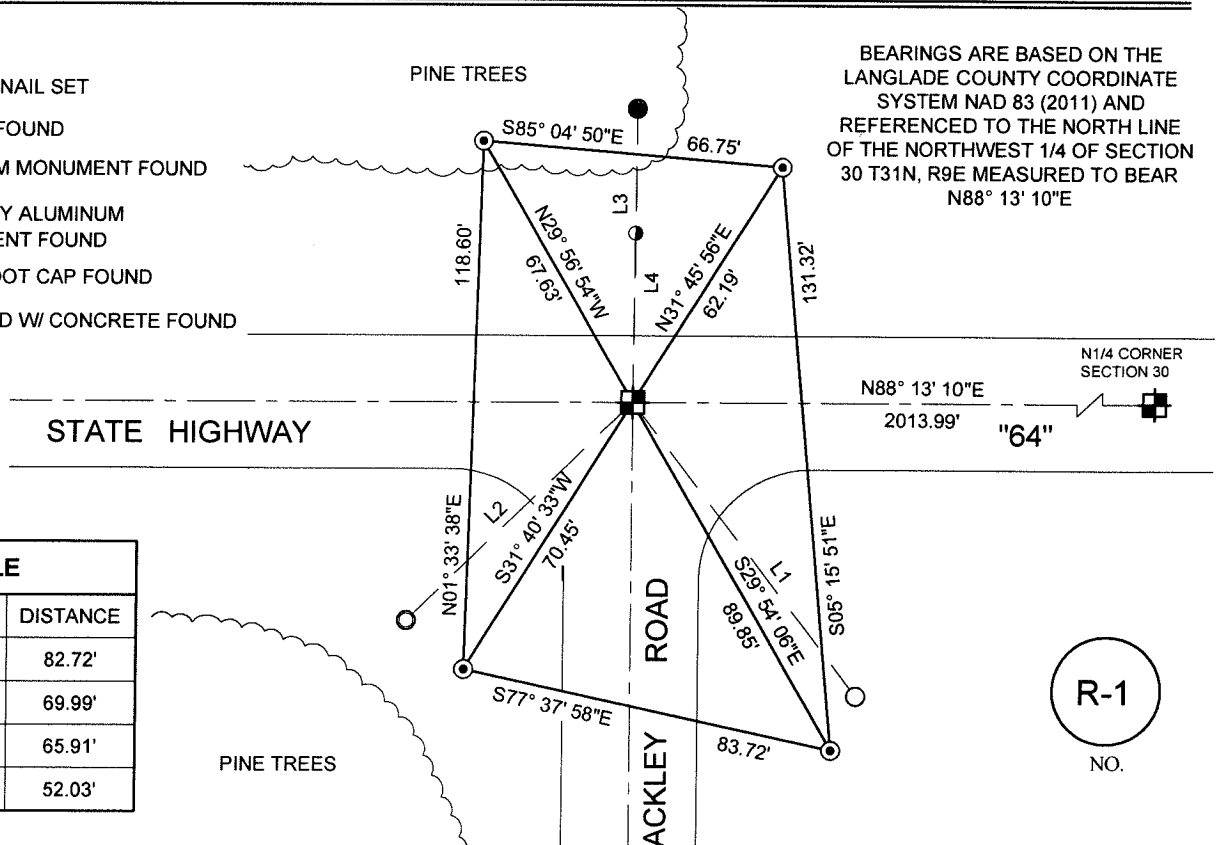 NAIL SET
FOUND
M MONUMENT FOUND
Y ALUMINUM
ENT FOUND
DOT CAP FOUND
D W/ CONCRETE FOUND
PINE TREES
BEARINGS ARE BASED ON THE
LANGLADE COUNTY COORDINATE
SYSTEM NAD 83 (2011) AND
REFERENCED TO THE NORTH LINE
OF THE NORTHWEST 1/4 OF SECTION
30 T31N, R9E MEASURED TO BEAR
N88° 13' 10"E
S85° 04' 50"E
66.75'
118.60'
N29° 56' 54"W
67.63'
L3
L4
N31° 45' 56"E
62.19'
131.32'
N1/4 CORNER
SECTION 30
N88° 13' 10"E
2013.99'
STATE HIGHWAY
"64"
N01° 33' 38"E
L2
S31° 40' 33"W
70.45'
L1
S29° 54' 06"E
89.85'
S05° 15' 51"E
S77° 37' 58"E
83.72'
ACKLEY ROAD
LE
DISTANCE
82.72'
69.99'
65.91'
52.03'
PINE TREES
R-1
NO.